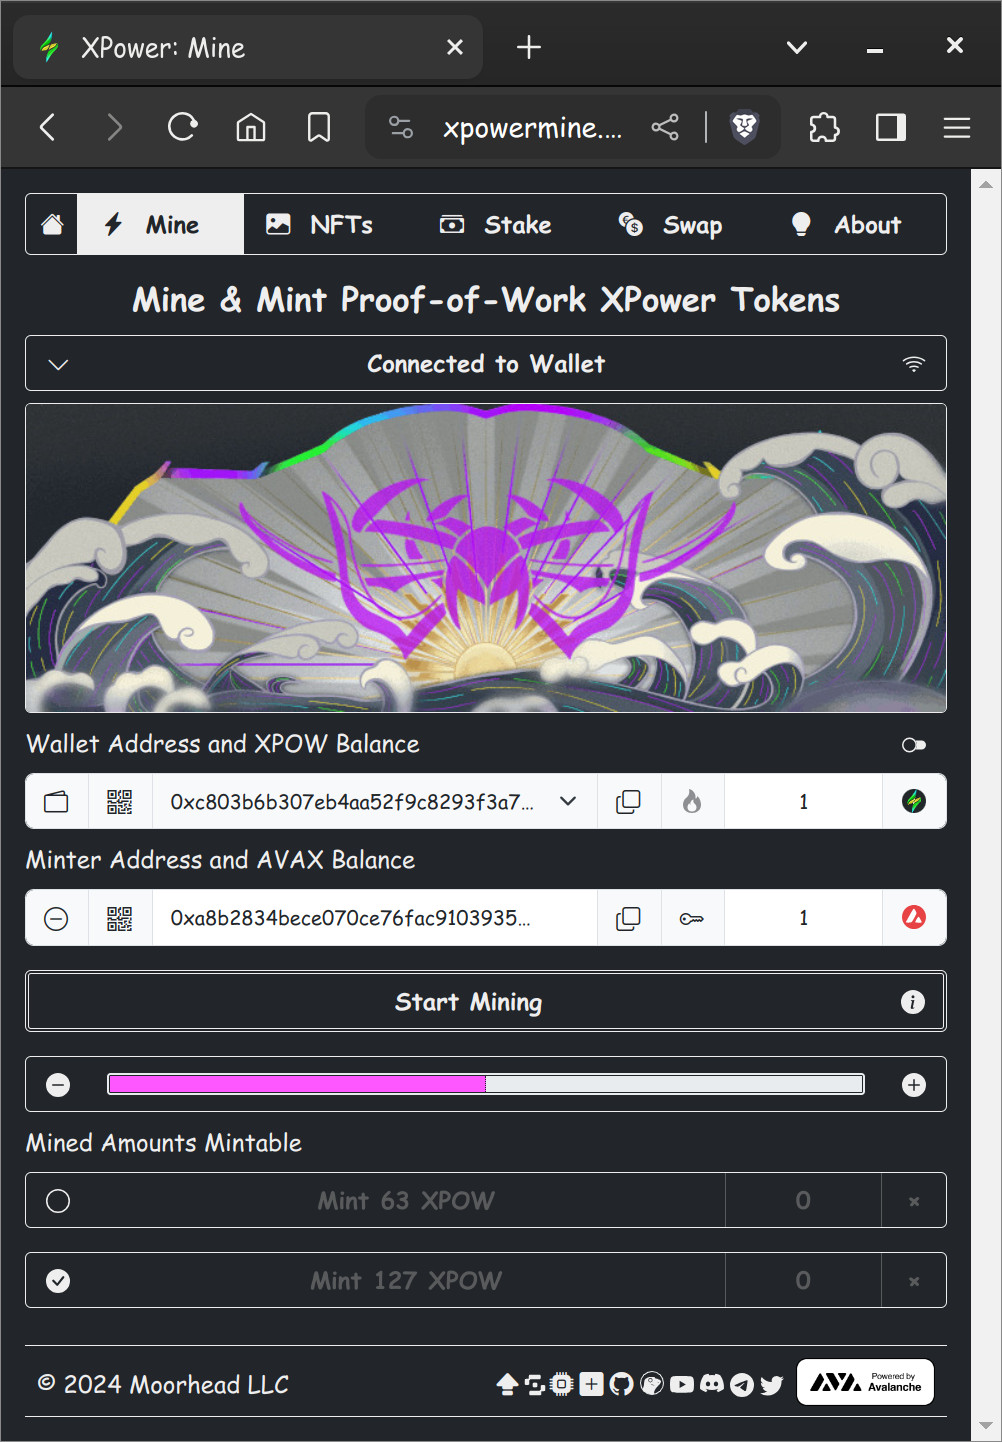 XPower: Mine
xpowermine....
Mine
NFTs
Stake
Swap
About
Mine & Mint Proof-of-Work XPower Tokens
Connected to Wallet
Wallet Address and XPOW Balance
0xc803b6b307eb4aa52f9c8293f3a7...
1
Minter Address and AVAX Balance
0xa8b2834bece070ce76fac9103935...
1
Start Mining
Mined Amounts Mintable
Mint 63 XPOW
0
Mint 127 XPOW
0
© 2024 Moorhead LLC
Powered by
Avalanche